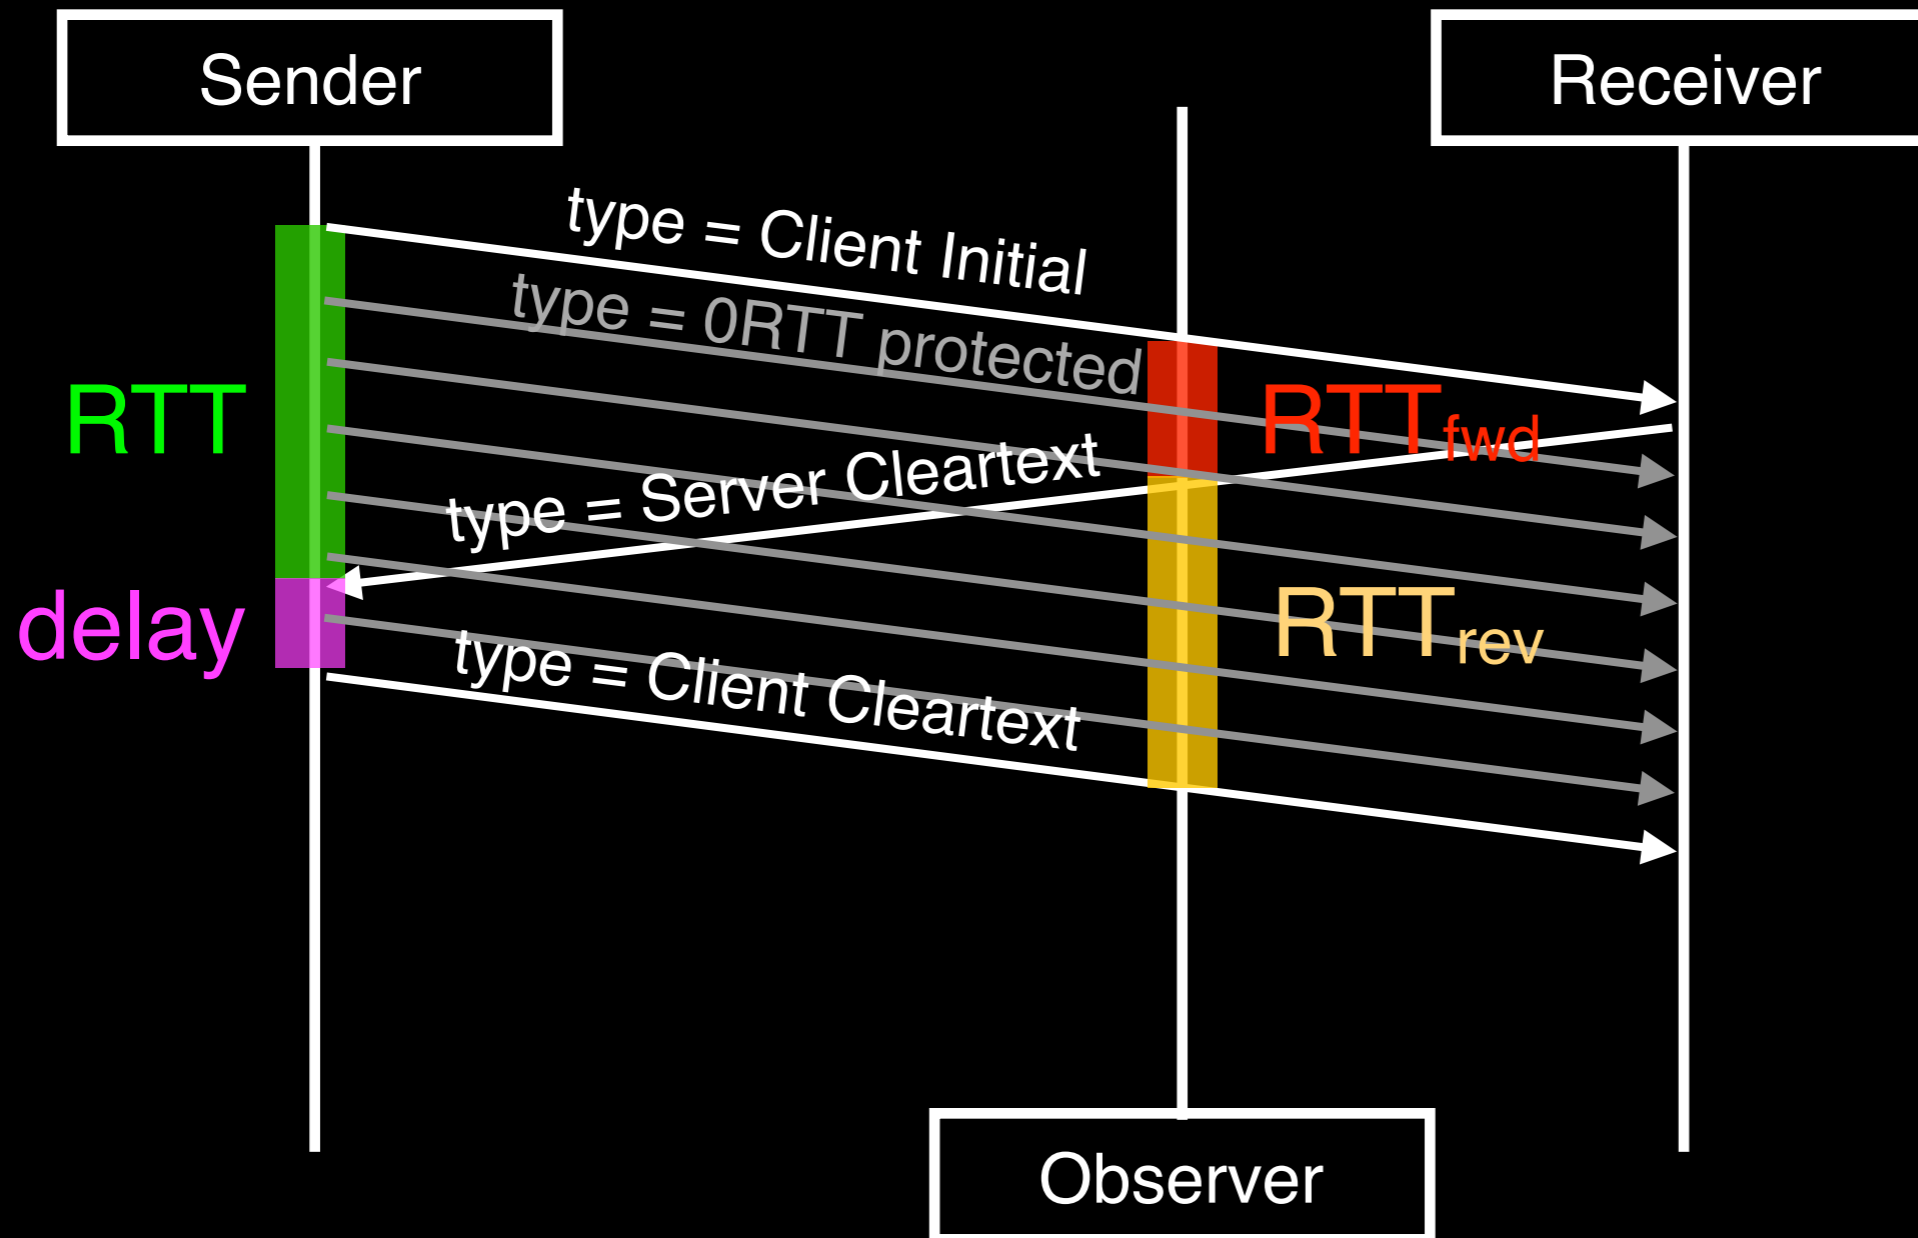 Sender
Receiver
type = Client Initial
type = 0RTT protected
RTT
RTTfwd
type = Server Cleartext
delay
RTTrev
type = Client Cleartext
Observer